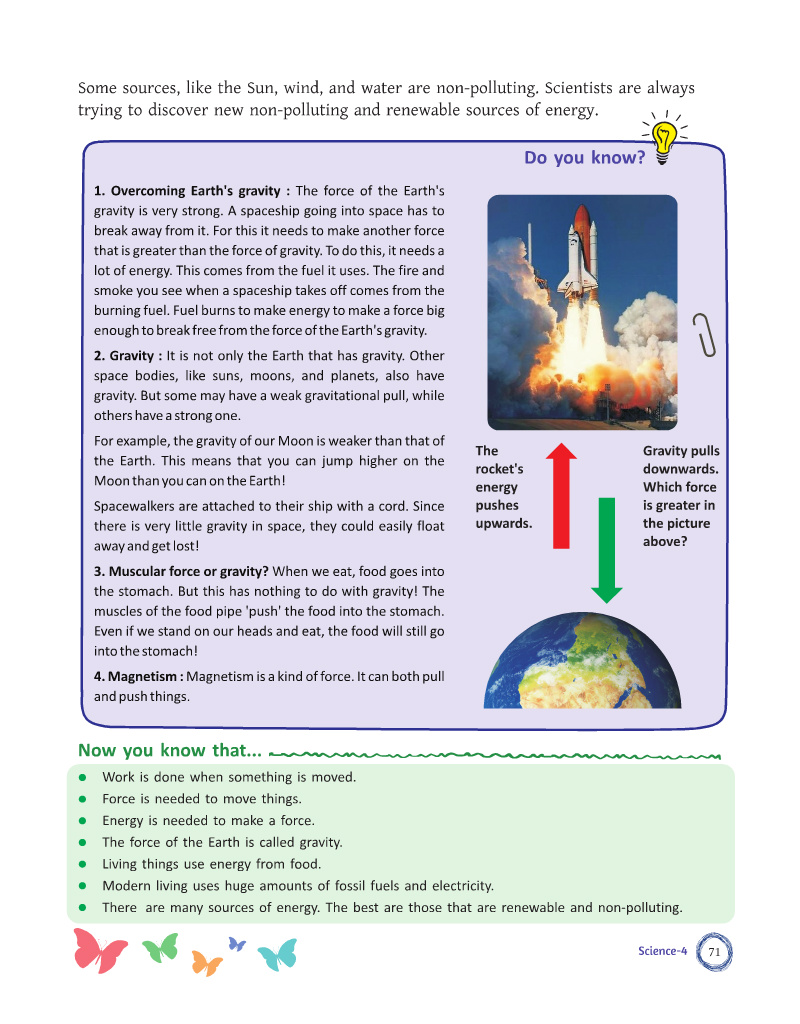 Some sources, like the Sun, wind, and water are non-polluting. Scientists are always
trying to discover new non-polluting and renewable sources of energy.
Do you know?
1. Overcoming Earth's gravity : The force of the Earth's
gravity is very strong. A spaceship going into space has to
break away from it. For this it needs to make another force
that is greater than the force of gravity. To do this, it needs a
lot of energy. This comes from the fuel it uses. The fire and
smoke you see when a spaceship takes off comes from the
burning fuel. Fuel burns to make energy to make a force big
enough to break free from the force of the Earth's gravity.
2. Gravity : It is not only the Earth that has gravity. Other
space bodies, like suns, moons, and planets, also have
gravity. But some may have a weak gravitational pull, while
others have a strong one.
For example, the gravity of our Moon is weaker than that of
the Earth. This means that you can jump higher on the
Moon than you can on the Earth!
Spacewalkers are attached to their ship with a cord. Since
there is very little gravity in space, they could easily float
away and get lost!
3. Muscular force or gravity? When we eat, food goes into
the stomach. But this has nothing to do with gravity! The
muscles of the food pipe 'push' the food into the stomach.
Even if we stand on our heads and eat, the food will still go
into the stomach!
4. Magnetism : Magnetism is a kind of force. It can both pull
and push things.
The
rocket's
energy
pushes
upwards.
Gravity pulls
downwards.
Which force
is greater in
the picture
above?
Now you know that...
● Work is done when something is moved.
● Force is needed to move things.
● Energy is needed to make a force.
● The force of the Earth is called gravity.
● Living things use energy from food.
● Modern living uses huge amounts of fossil fuels and electricity.
● There are many sources of energy. The best are those that are renewable and non-polluting.
Science-4 71